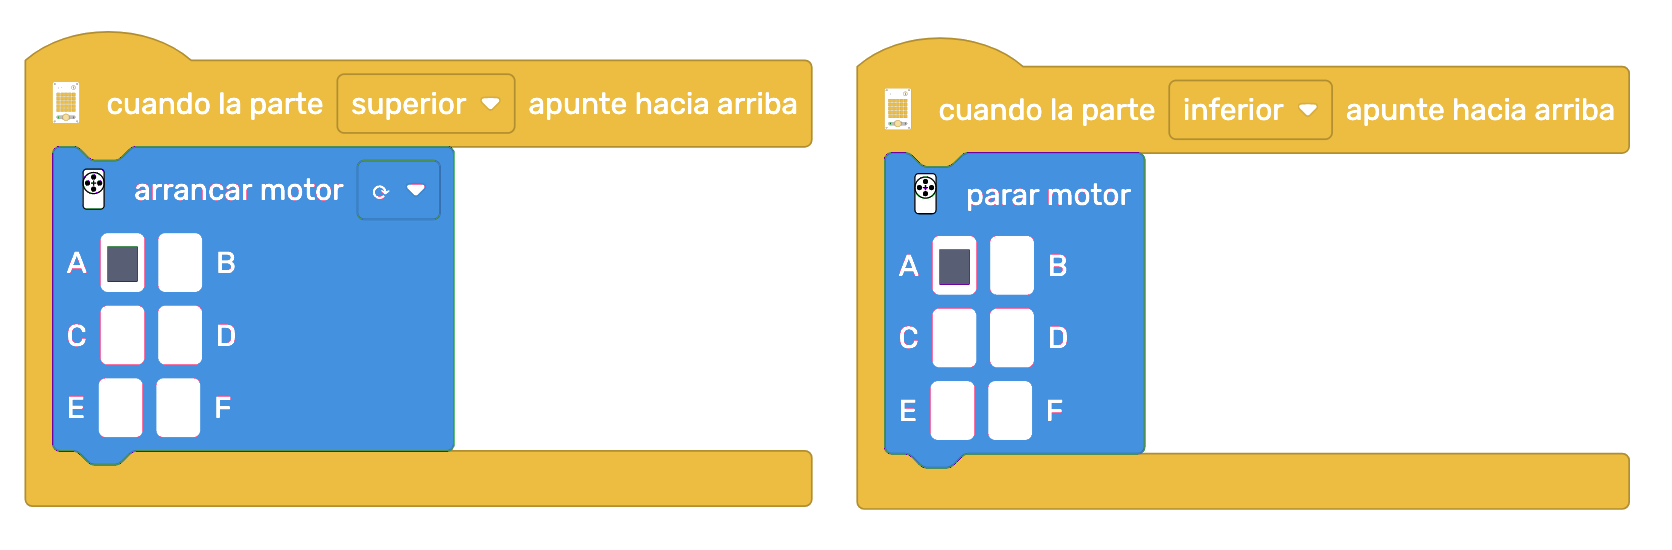 cuando la parte superior apunte hacia arriba
arrancar motor
A B
C D
E F
cuando la parte inferior apunte hacia arriba
parar motor
A B
C D
E F